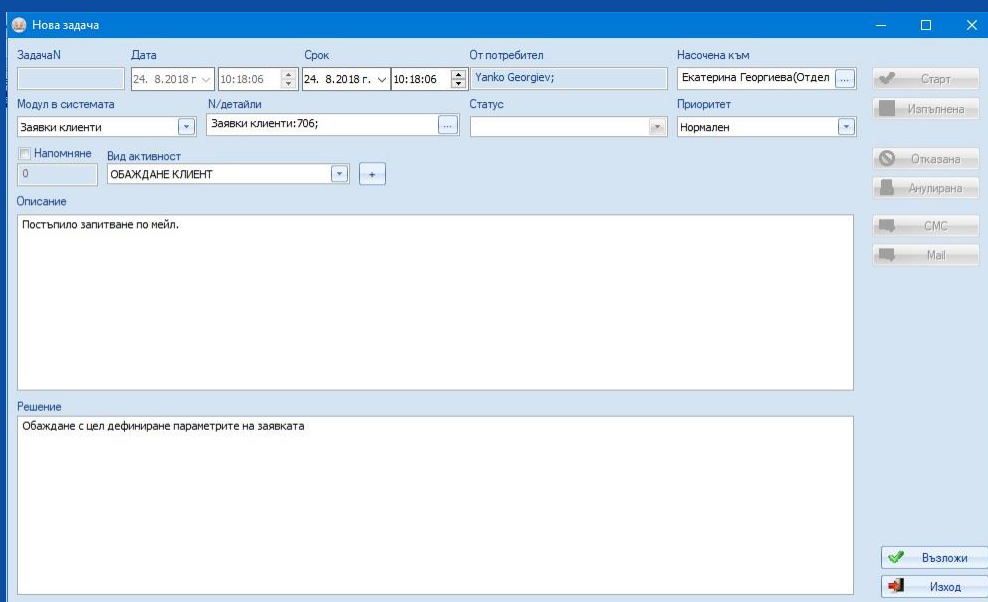 Нова задача
ЗадачаN Дата Срок От потребител Насочена към
24. 8.2018 г 10:18:06 24. 8.2018 г. 10:18:06 Yanko Georgiev; Екатерина Георгиева(Отдел ... Старт
Модул в системата N/детайли Статус Приоритет Изпълнена
Заявки клиенти Заявки клиенти:706; ... Нормален
Напомняне Вид активност Отказана
0 ОБАЖДАНЕ КЛИЕНТ + Анулирана
Описание
Постъпило запитване по мейл. СМС
Mail
Решение
Обаждане с цел дефиниране параметрите на заявката
Възложи
Изход